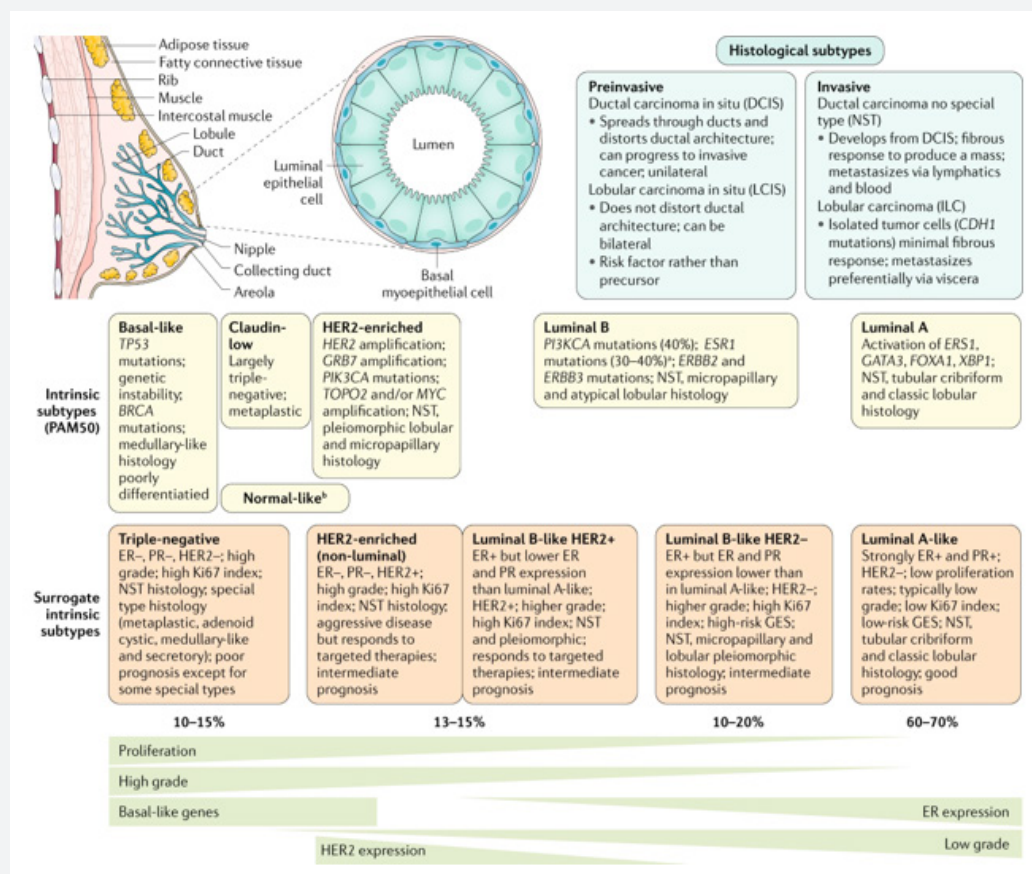 Adipose tissue
Fatty connective tissue
Rib
Muscle
Intercostal muscle
Lobule
Duct
Nipple
Collecting duct
Areola
Luminal
epithelial
cell
Lumen
Basal
myoepithelial cell
Histological subtypes
Preinvasive
Ductal carcinoma in situ (DCIS)
• Spreads through ducts and
distorts ductal architecture;
can progress to invasive
cancer; unilateral
Lobular carcinoma in situ (LCIS)
• Does not distort ductal
architecture; can be
bilateral
• Risk factor rather than
precursor
Invasive
Ductal carcinoma no special
type (NST)
• Develops from DCIS; fibrous
response to produce a mass;
metastasizes via lymphatics
and blood
Lobular carcinoma (ILC)
• Isolated tumor cells (CDH1
mutations) minimal fibrous
response; metastasizes
preferentially via viscera
Intrinsic
subtypes
(PAM50)
Basal-like
TP53
mutations;
genetic
instability;
BRCA
mutations;
medullary-like
histology
poorly
differentiatied
Claudin-
low
Largely
triple-
negative;
metaplastic
HER2-enriched
HER2 amplification;
GRB7 amplification;
PIK3CA mutations;
TOPO2 and/or MYC
amplification; NST,
pleiomorphic lobular
and micropapillary
histology
Normal-likeᵇ
Luminal B
PI3KCA mutations (40%); ESR1
mutations (30–40%)ᵃ; ERBB2 and
ERBB3 mutations; NST, micropapillary
and atypical lobular histology
Luminal A
Activation of ERS1,
GATA3, FOXA1, XBP1;
NST, tubular cribriform
and classic lobular
histology
Surrogate
intrinsic
subtypes
Triple-negative
ER–, PR–, HER2–; high
grade; high Ki67 index;
NST histology; special
type histology
(metaplastic, adenoid
cystic, medullary-like
and secretory); poor
prognosis except for
some special types
HER2-enriched
(non-luminal)
ER–, PR–, HER2+;
high grade; high Ki67
index; NST histology;
aggressive disease
but responds to
targeted therapies;
intermediate
prognosis
Luminal B-like HER2+
ER+ but lower ER
and PR expression
than luminal A-like;
HER2+; higher grade;
high Ki67 index; NST
and pleiomorphic;
responds to targeted
therapies; intermediate
prognosis
Luminal B-like HER2–
ER+ but ER and PR
expression lower than
in luminal A-like; HER2–;
higher grade; high Ki67
index; high-risk GES;
NST, micropapillary and
lobular pleiomorphic
histology; intermediate
prognosis
Luminal A-like
Strongly ER+ and PR+;
HER2–; low proliferation
rates; typically low
grade; low Ki67 index;
low-risk GES; NST,
tubular cribriform
and classic lobular
histology; good
prognosis
10–15%
13–15%
10–20%
60–70%
Proliferation
High grade
Basal-like genes
ER expression
Low grade
HER2 expression